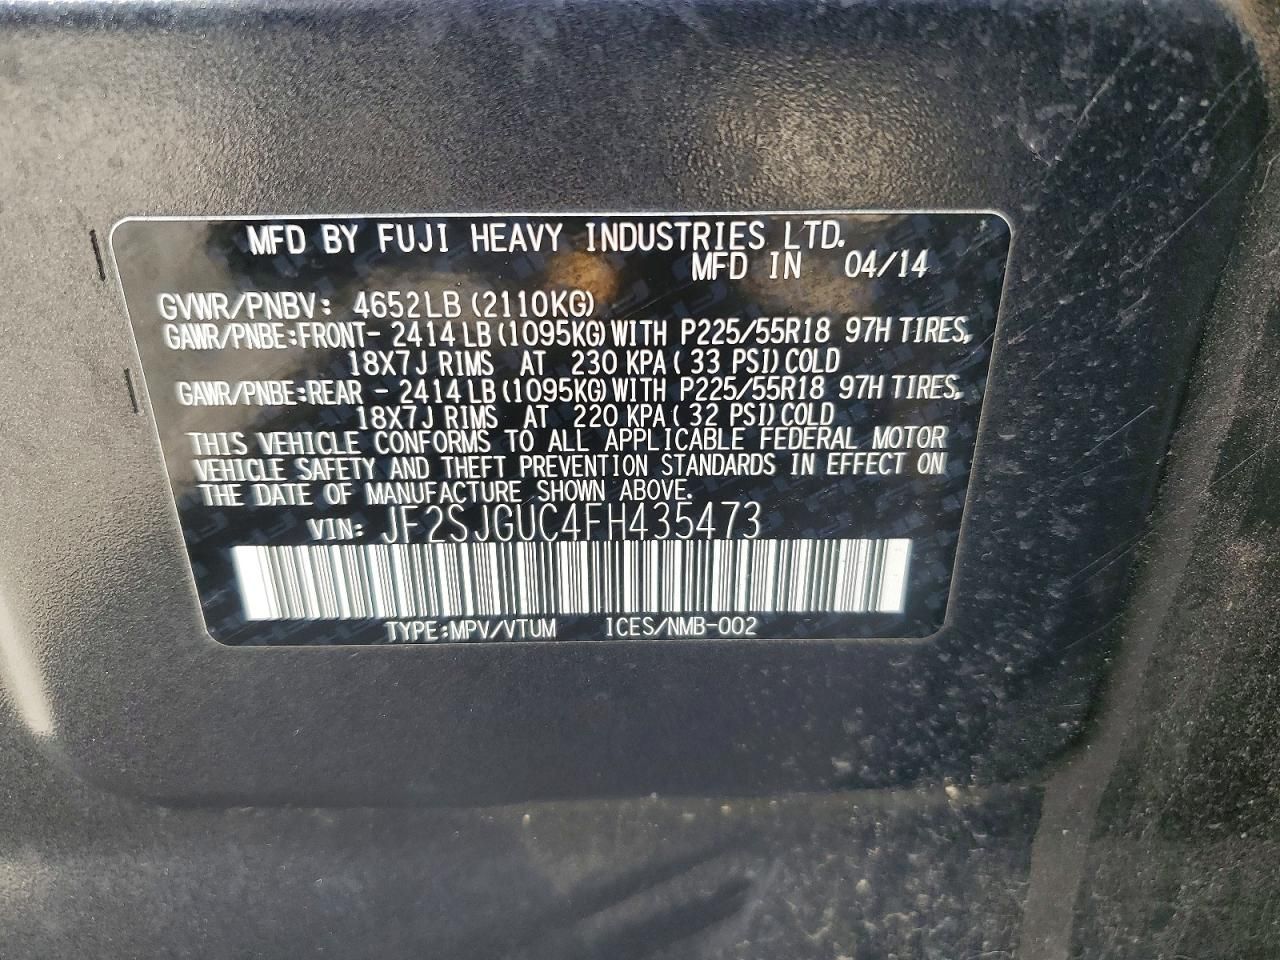 MFD BY FUJI HEAVY INDUSTRIES LTD.
MFD IN 04/14
GVWR/PNBV: 4652LB (2110KG)
GAWR/PNBE:FRONT- 2414LB (1095KG) WITH P225/55R18 97H TIRES,
18X7J RIMS AT 230 KPA ( 33 PSI) COLD
GAWR/PNBE:REAR - 2414LB (1095KG) WITH P225/55R18 97H TIRES,
18X7J RIMS AT 220 KPA ( 32 PSI) COLD
THIS VEHICLE CONFORMS TO ALL APPLICABLE FEDERAL MOTOR
VEHICLE SAFETY AND THEFT PREVENTION STANDARDS IN EFFECT ON
THE DATE OF MANUFACTURE SHOWN ABOVE.
VIN: JF2SJGUC4FH435473
TYPE:MPV/VTUM ICES/NMB-002